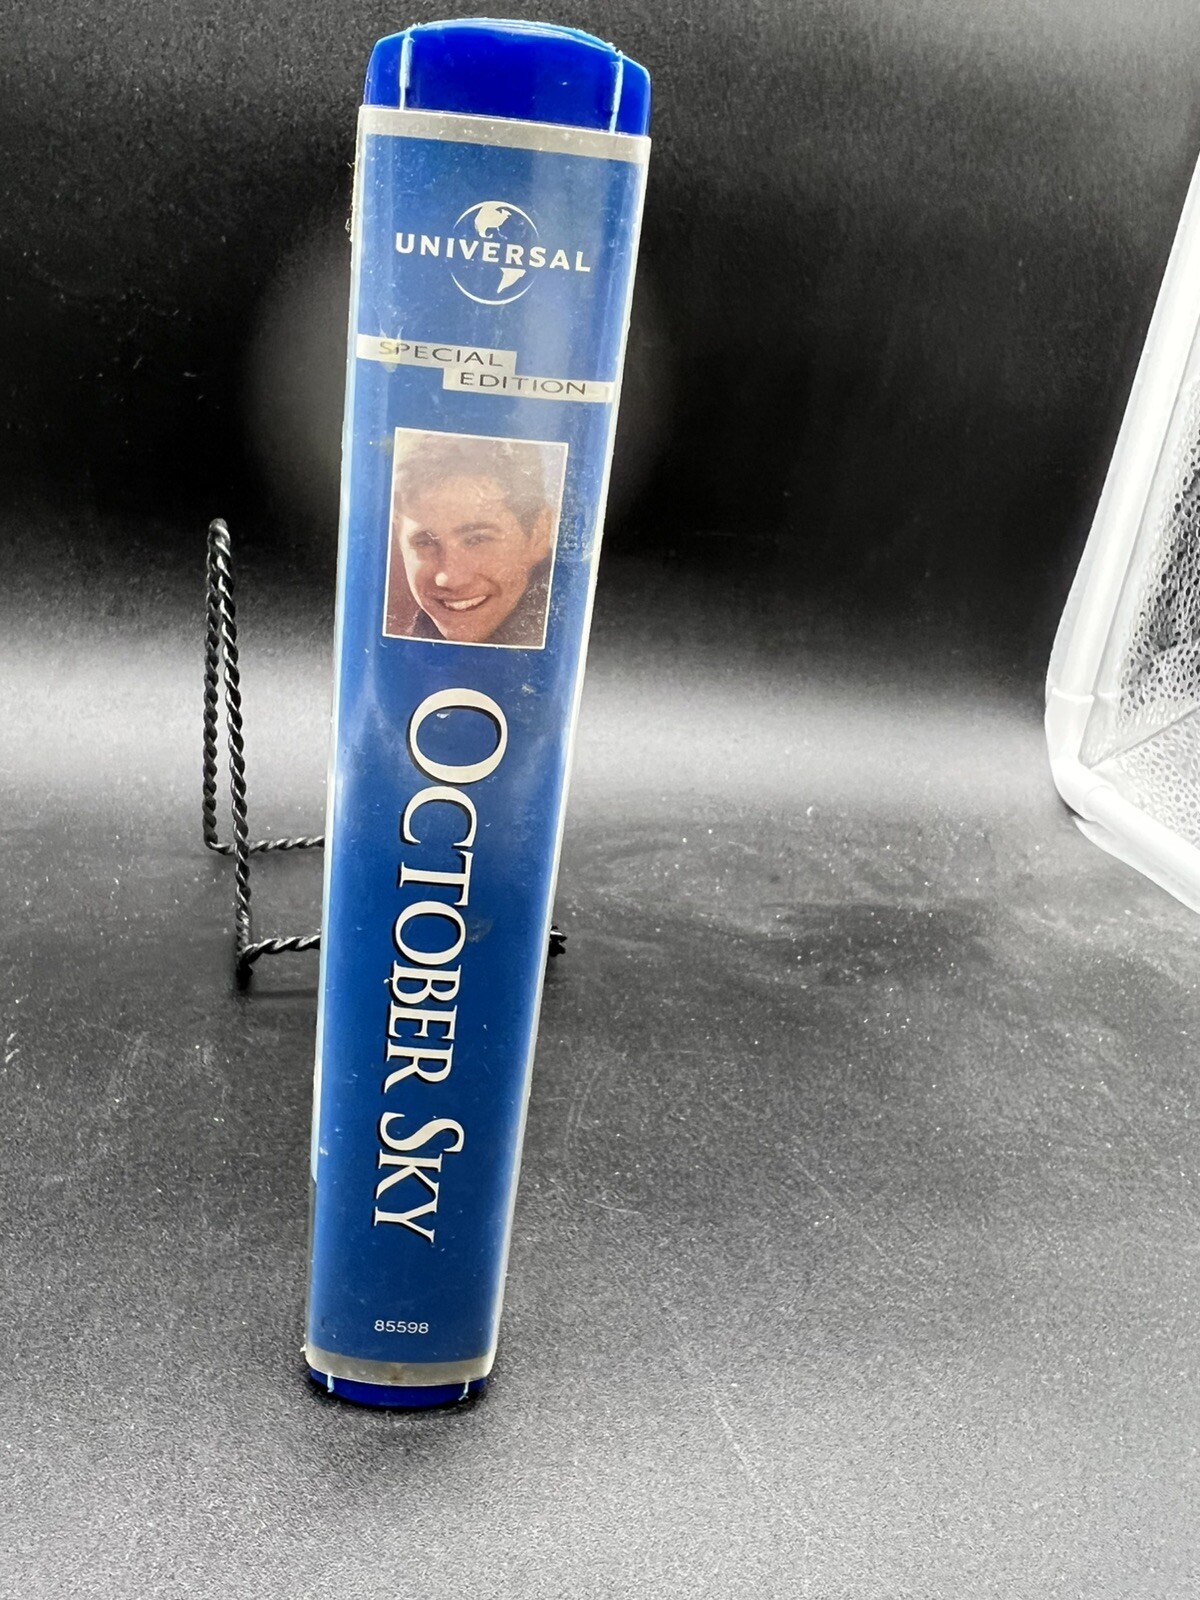 UNIVERSAL
SPECIAL
EDITION
OCTOBER SKY
85598